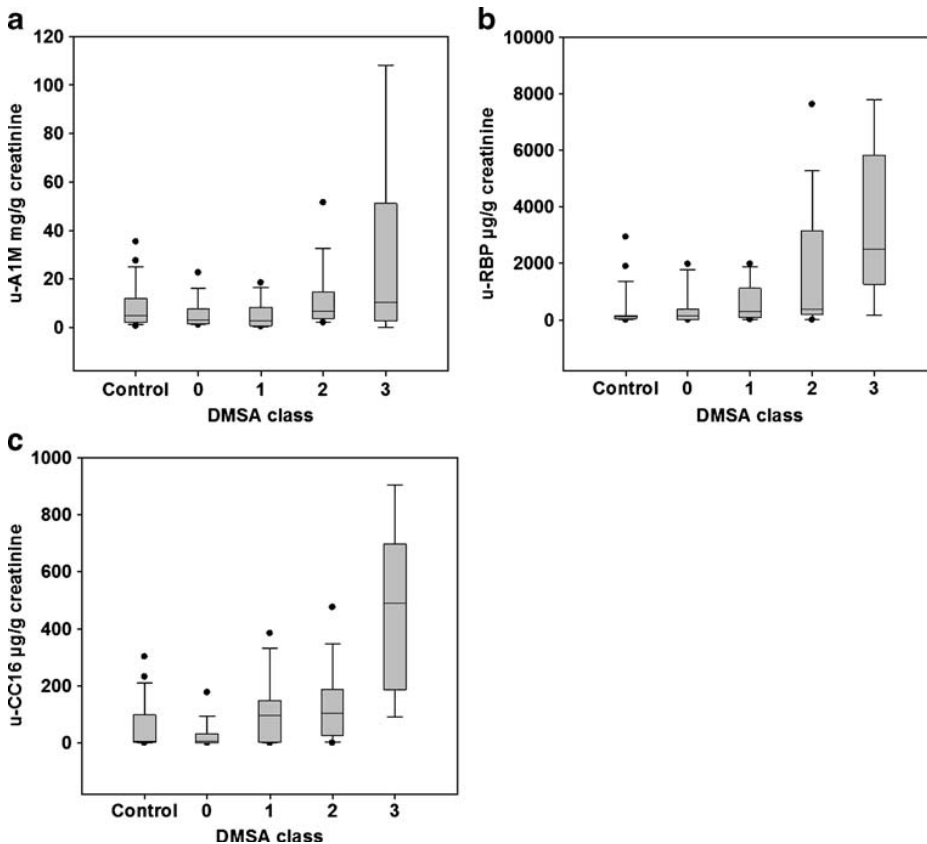 a
120
100
80
60
40
20
0
u-A1M mg/g creatinine
Control 0 1 2 3
DMSA class
b
10000
8000
6000
4000
2000
0
u-RBP µg/g creatinine
Control 0 1 2 3
DMSA class
c
1000
800
600
400
200
0
u-CC16 µg/g creatinine
Control 0 1 2 3
DMSA class